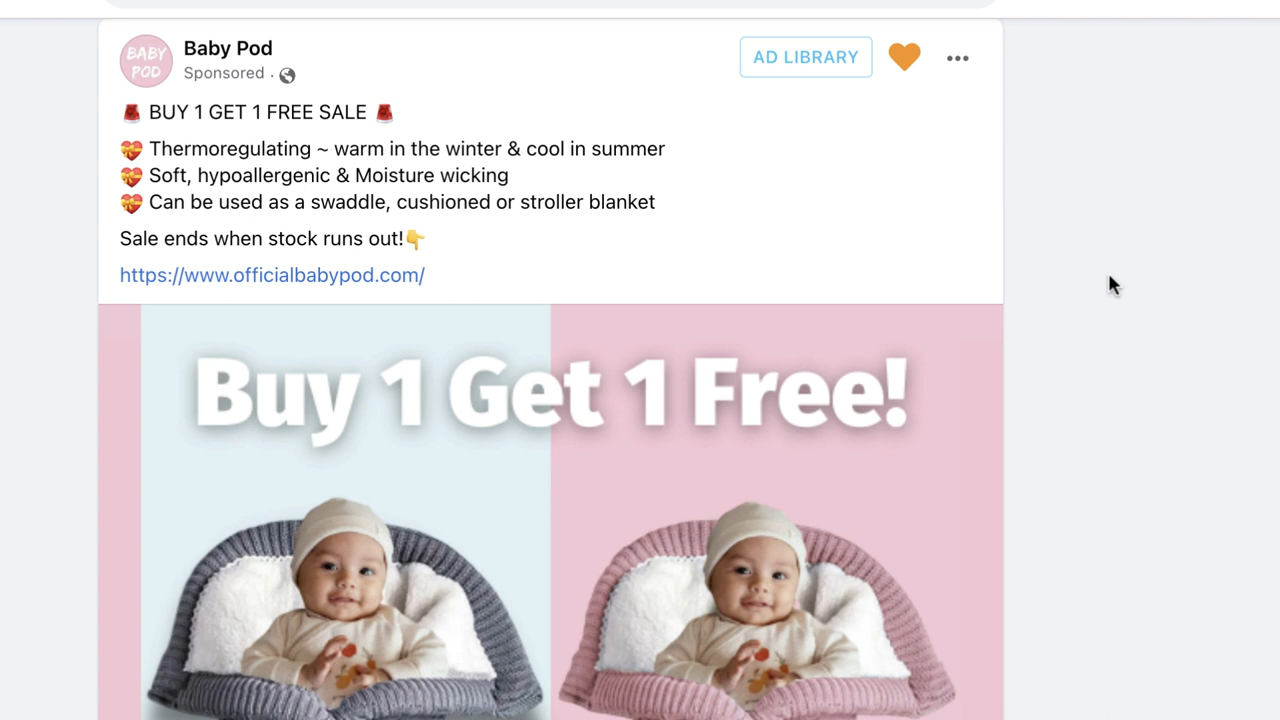 BABY
POD
Baby Pod
Sponsored ·
AD LIBRARY
🚨 BUY 1 GET 1 FREE SALE 🚨
💝 Thermoregulating ~ warm in the winter & cool in summer
💝 Soft, hypoallergenic & Moisture wicking
💝 Can be used as a swaddle, cushioned or stroller blanket
Sale ends when stock runs out!👇
https://www.officialbabypod.com/
Buy 1 Get 1 Free!